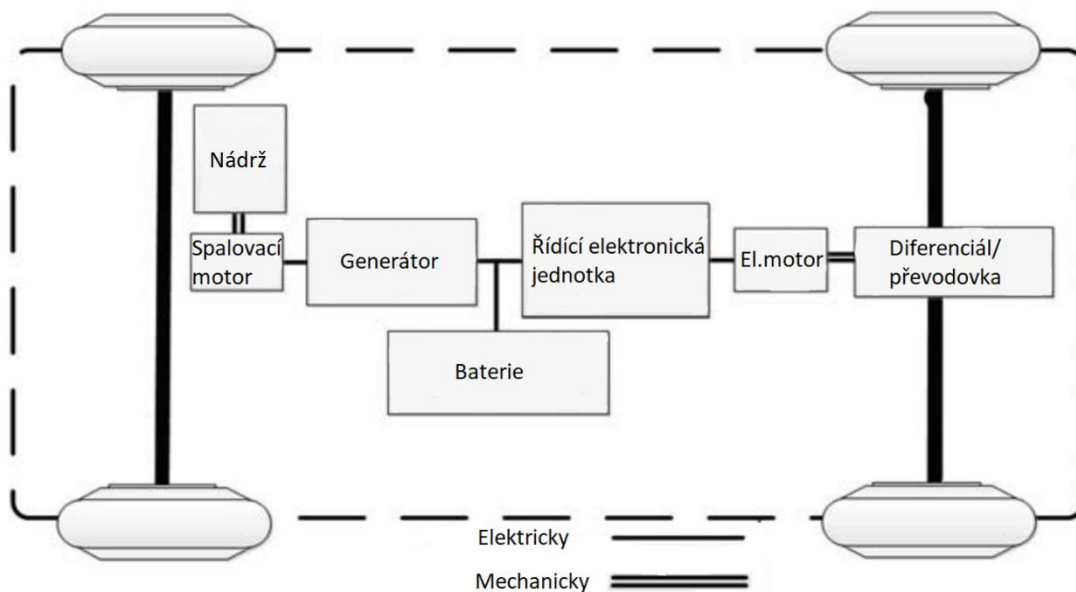 Nádrž
Spalovací
motor
Generátor
Řídící elektronická
jednotka
El.motor
Diferenciál/
převodovka
Baterie
Elektricky
Mechanicky